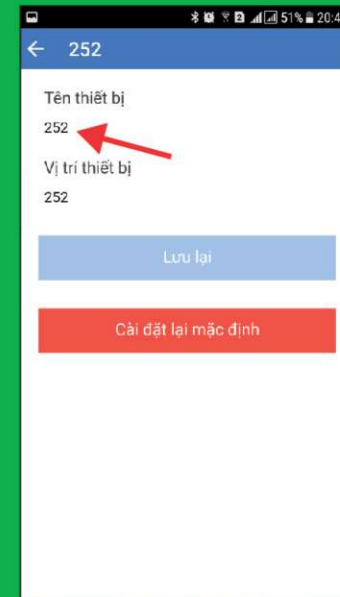 2 51% 20:4
252
Tên thiết bị
252
Vị trí thiết bị
252
Lưu lại
Cài đặt lại mặc định